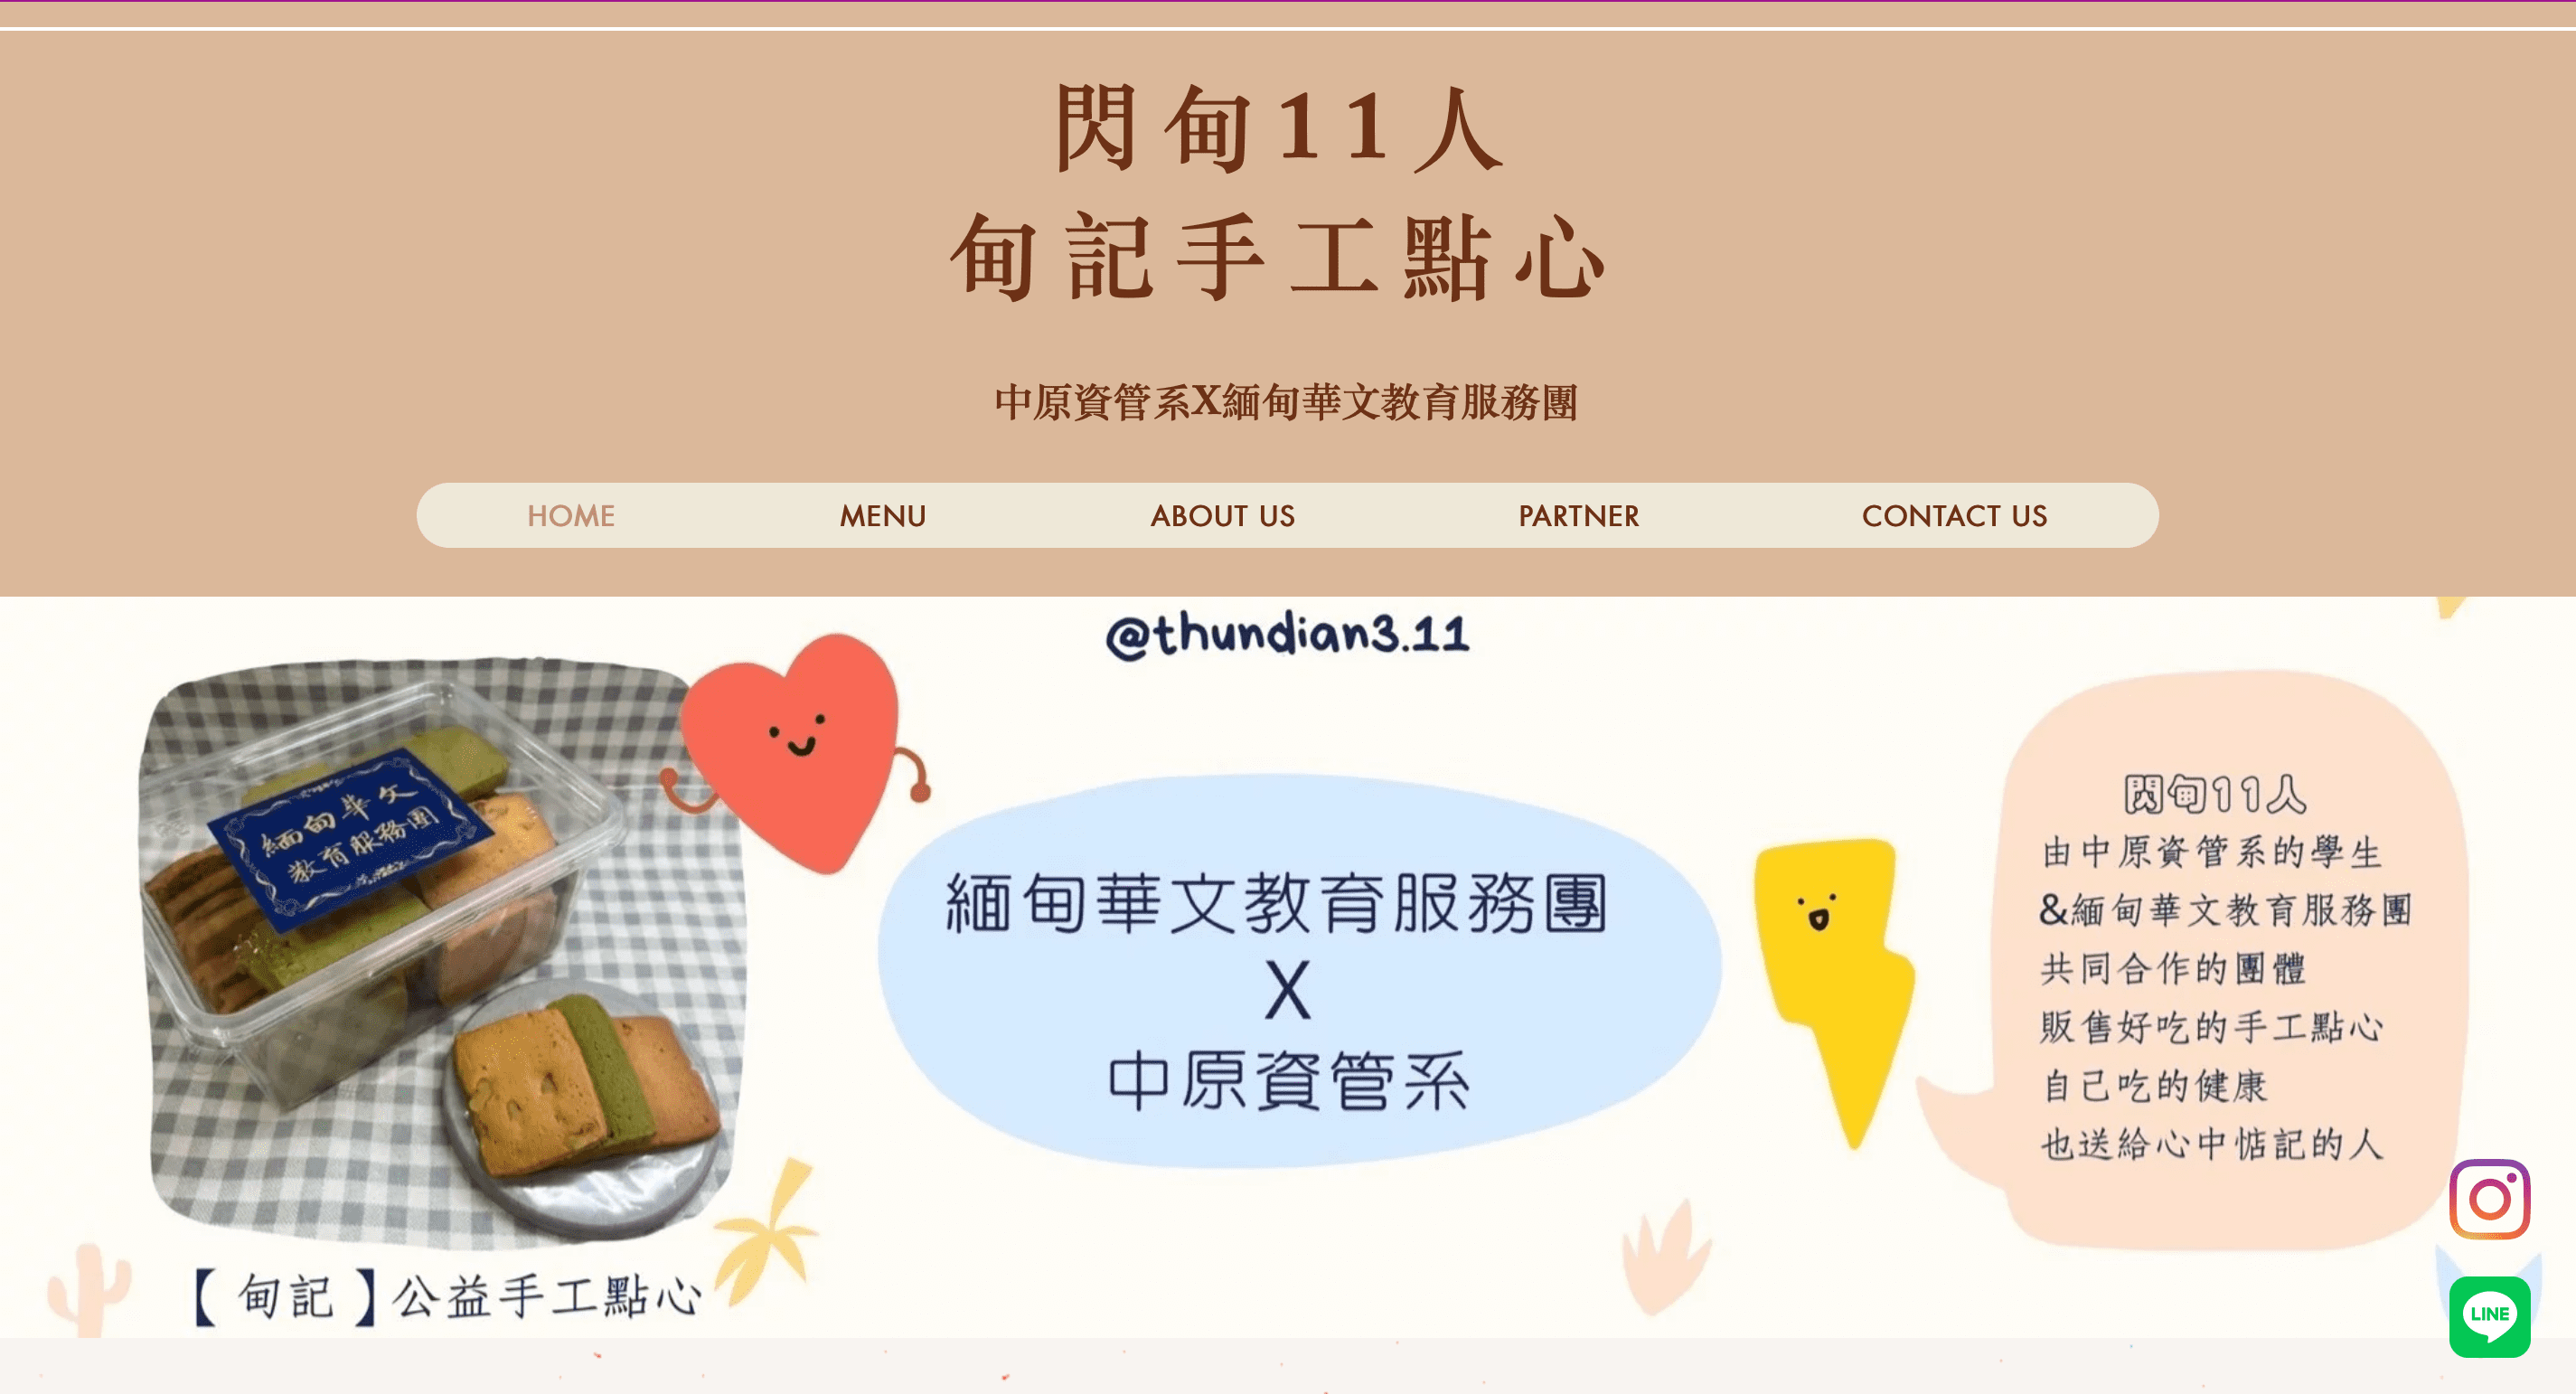 閃甸11人
甸記手工點心
中原資管系X緬甸華文教育服務團
HOME MENU ABOUT US PARTNER CONTACT US
@thundian3.11
緬甸華文
教育服務團
【甸記】公益手工點心
緬甸華文教育服務團
X
中原資管系
閃甸11人
由中原資管系的學生
&緬甸華文教育服務團
共同合作的團體
販售好吃的手工點心
自己吃的健康
也送給心中惦記的人
LINE